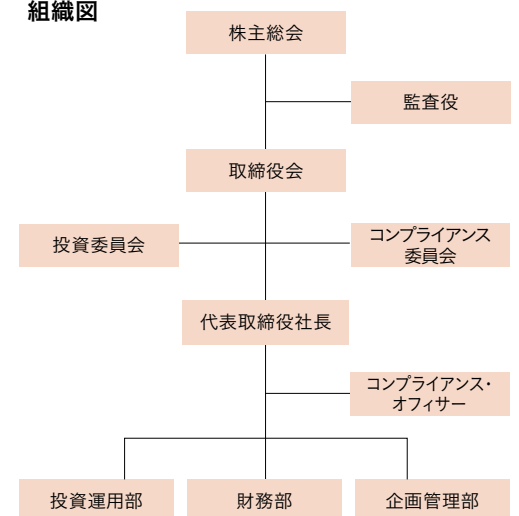 組織図
株主総会
監査役
取締役会
投資委員会
コンプライアンス
委員会
代表取締役社長
コンプライアンス・
オフィサー
投資運用部
財務部
企画管理部